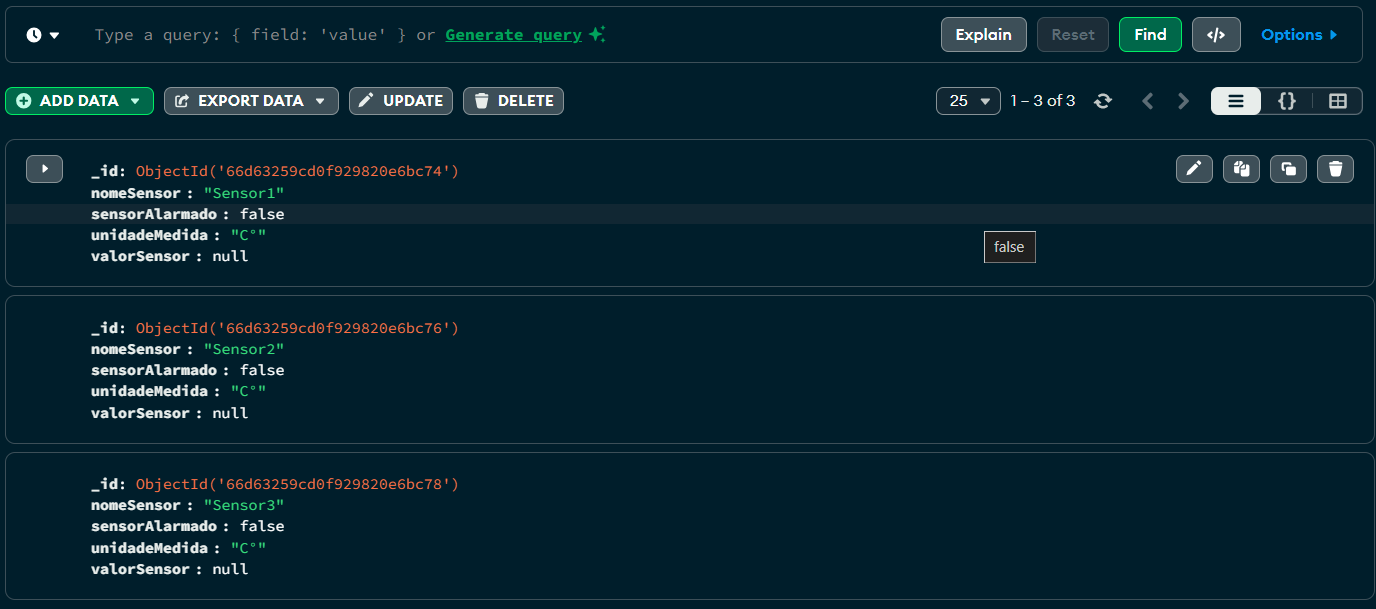 Type a query: { field: 'value' } or Generate query
Explain
Reset
Find
</>
Options
ADD DATA
EXPORT DATA
UPDATE
DELETE
25
1 – 3 of 3
{}
_id: ObjectId('66d63259cd0f929820e6bc74')
nomeSensor : "Sensor1"
sensorAlarmado : false
unidadeMedida : "C°"
false
valorSensor : null
_id: ObjectId('66d63259cd0f929820e6bc76')
nomeSensor : "Sensor2"
sensorAlarmado : false
unidadeMedida : "C°"
valorSensor : null
_id: ObjectId('66d63259cd0f929820e6bc78')
nomeSensor : "Sensor3"
sensorAlarmado : false
unidadeMedida : "C°"
valorSensor : null